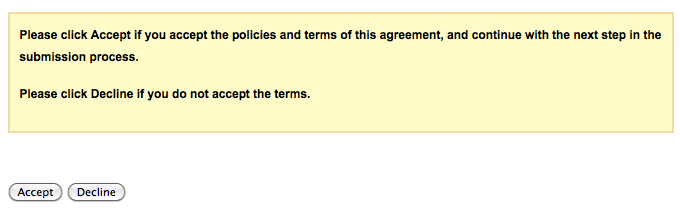 Please click Accept if you accept the policies and terms of this agreement, and continue with the next step in the
submission process.
Please click Decline if you do not accept the terms.
Accept Decline